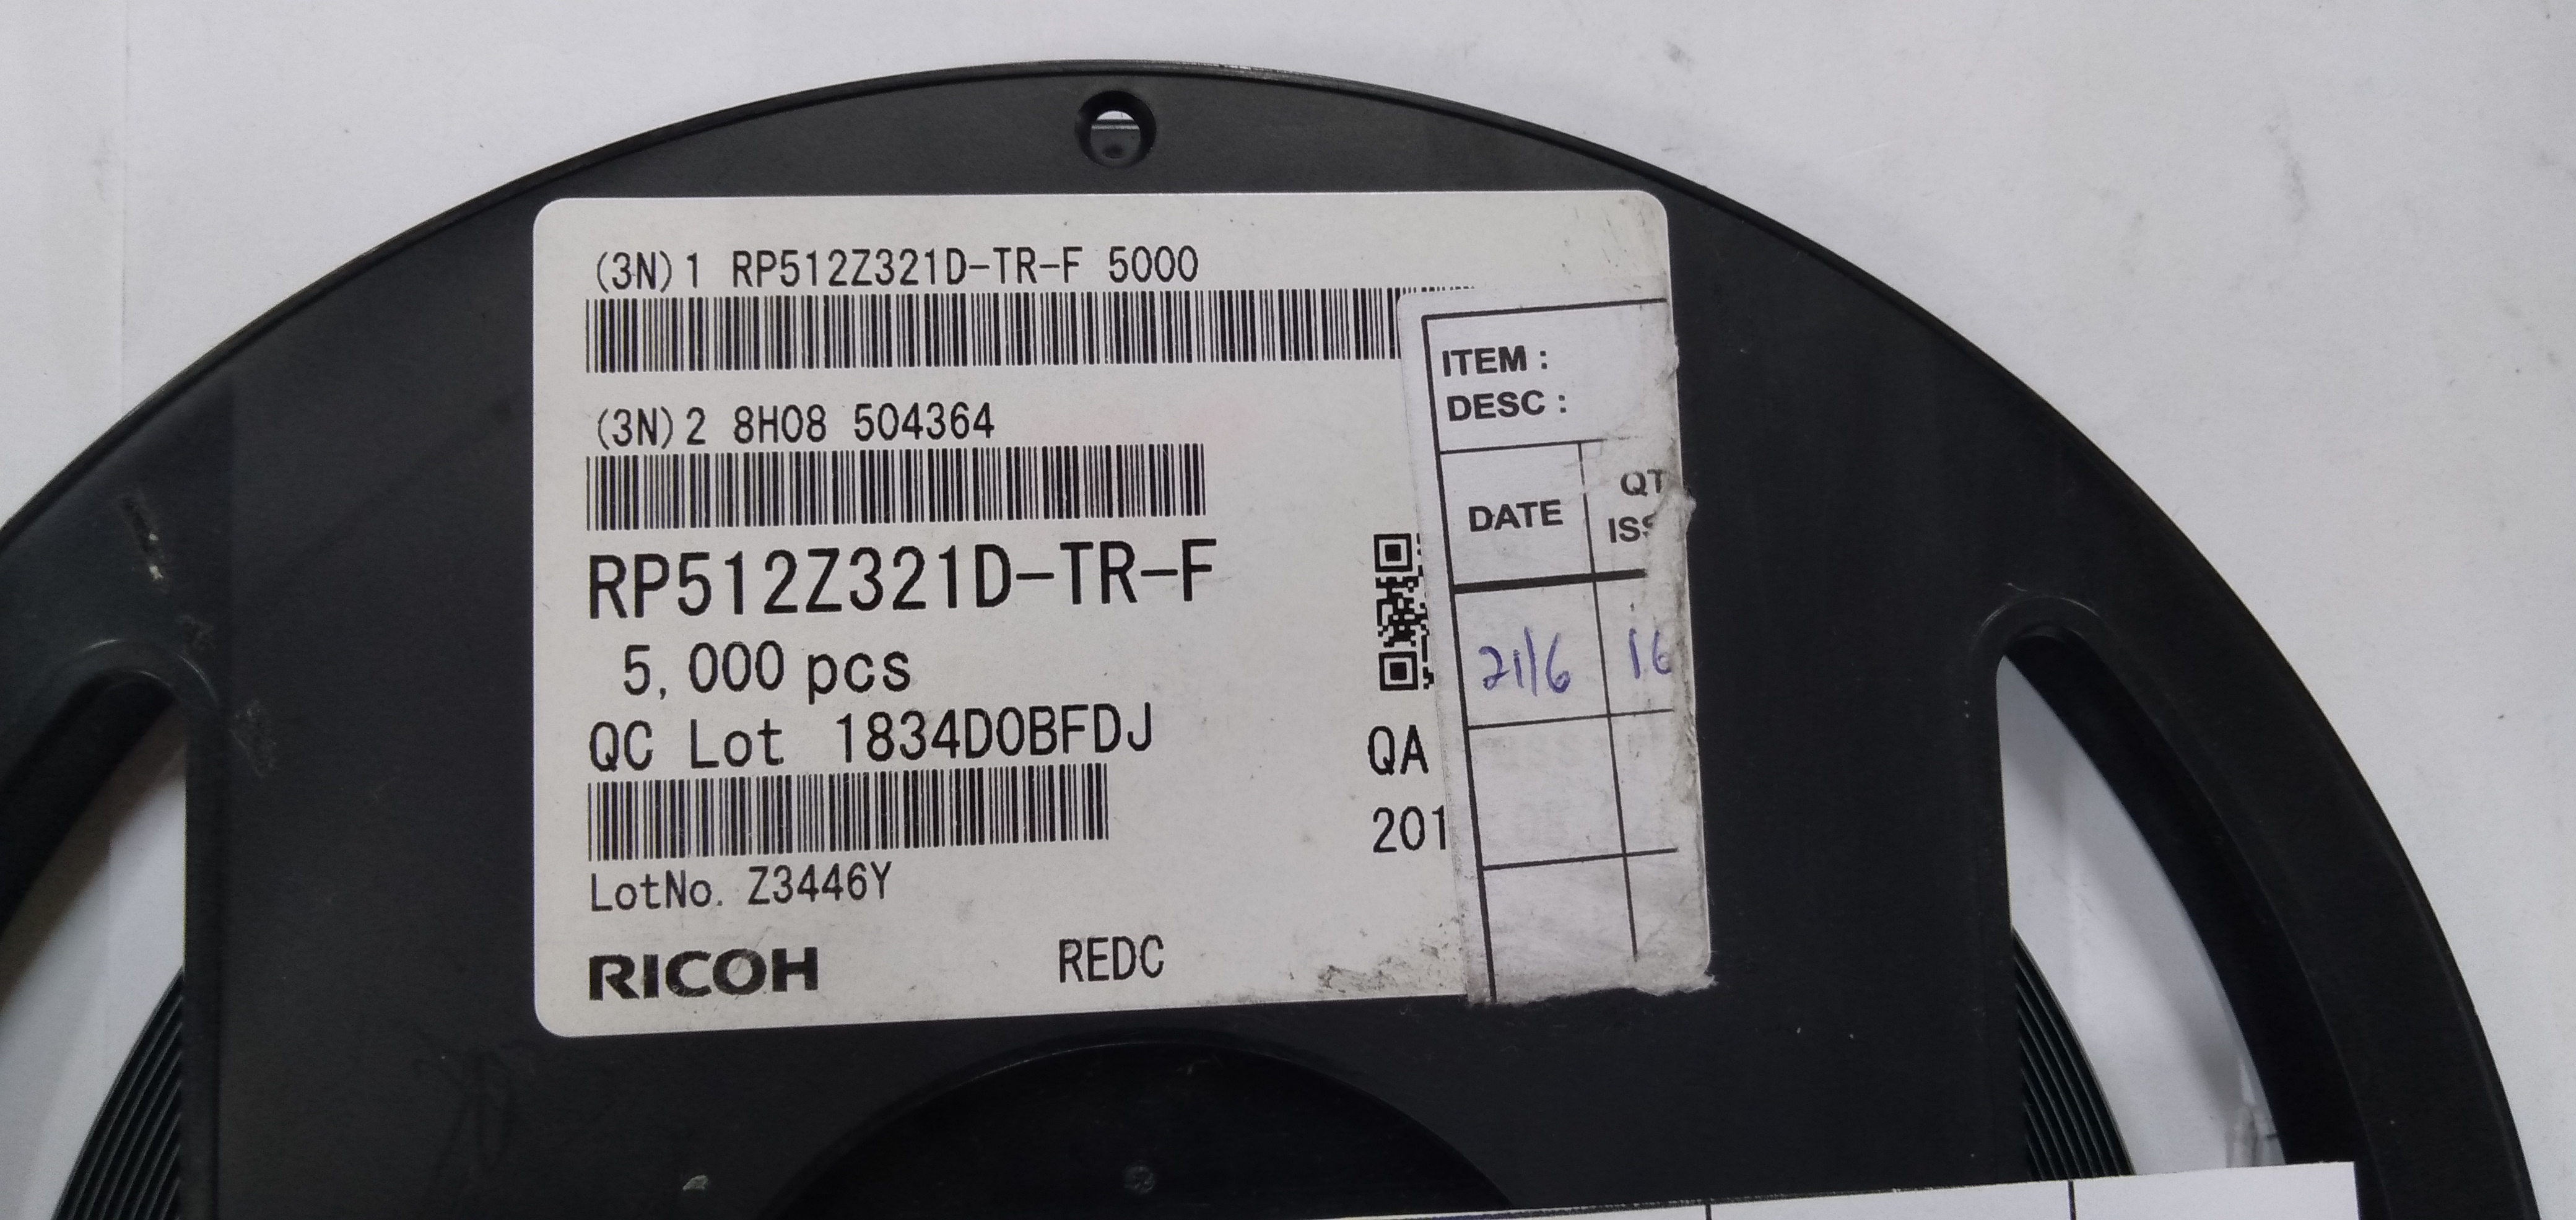 (3N)1 RP512Z321D-TR-F 5000
(3N)2 8H08 504364
RP512Z321D-TR-F
5,000 pcs
QC Lot 1834D0BFDJ
LotNo. Z3446Y
RICOH REDC
QA
201
ITEM :
DESC :
DATE
QT
ISS
21/6
16